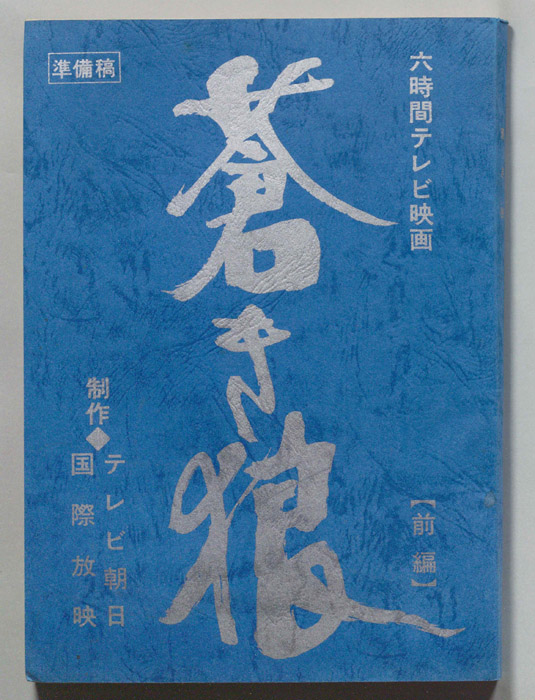 六時間テレビ映画
【前編】
蒼き狼
準備稿
制作◆テレビ朝日
国際放映